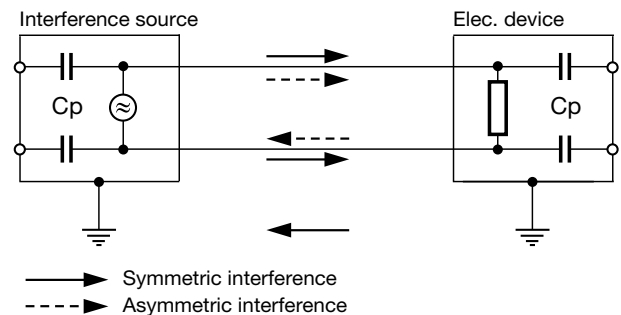 Interference source
Elec. device
Cp
Cp
Symmetric interference
Asymmetric interference